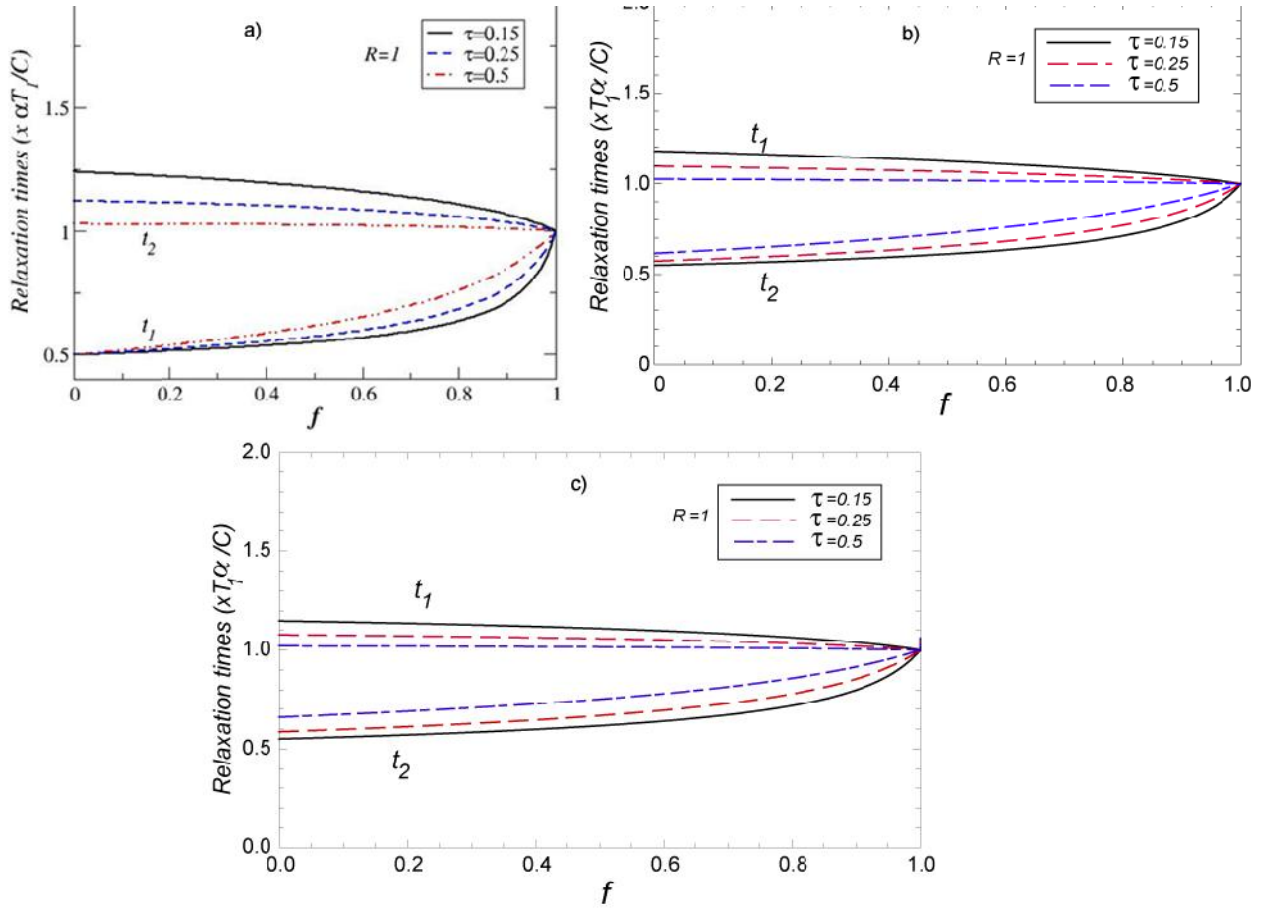 a)
τ=0.15
τ=0.25
τ=0.5
R=1
Relaxation times (x αT₁/C)
1.5
1
0.5
t₂
t₁
0.2
0.4
0.6
0.8
1
f
b)
τ=0.15
τ=0.25
τ=0.5
R=1
Relaxation times (xT₁α/C)
2.0
1.5
1.0
0.5
0
t₁
t₂
0
0.2
0.4
0.6
0.8
1.0
f
c)
τ=0.15
τ=0.25
τ=0.5
R=1
Relaxation times (xT₁α/C)
2.0
1.5
1.0
0.5
0.0
t₁
t₂
0.0
0.2
0.4
0.6
0.8
1.0
f